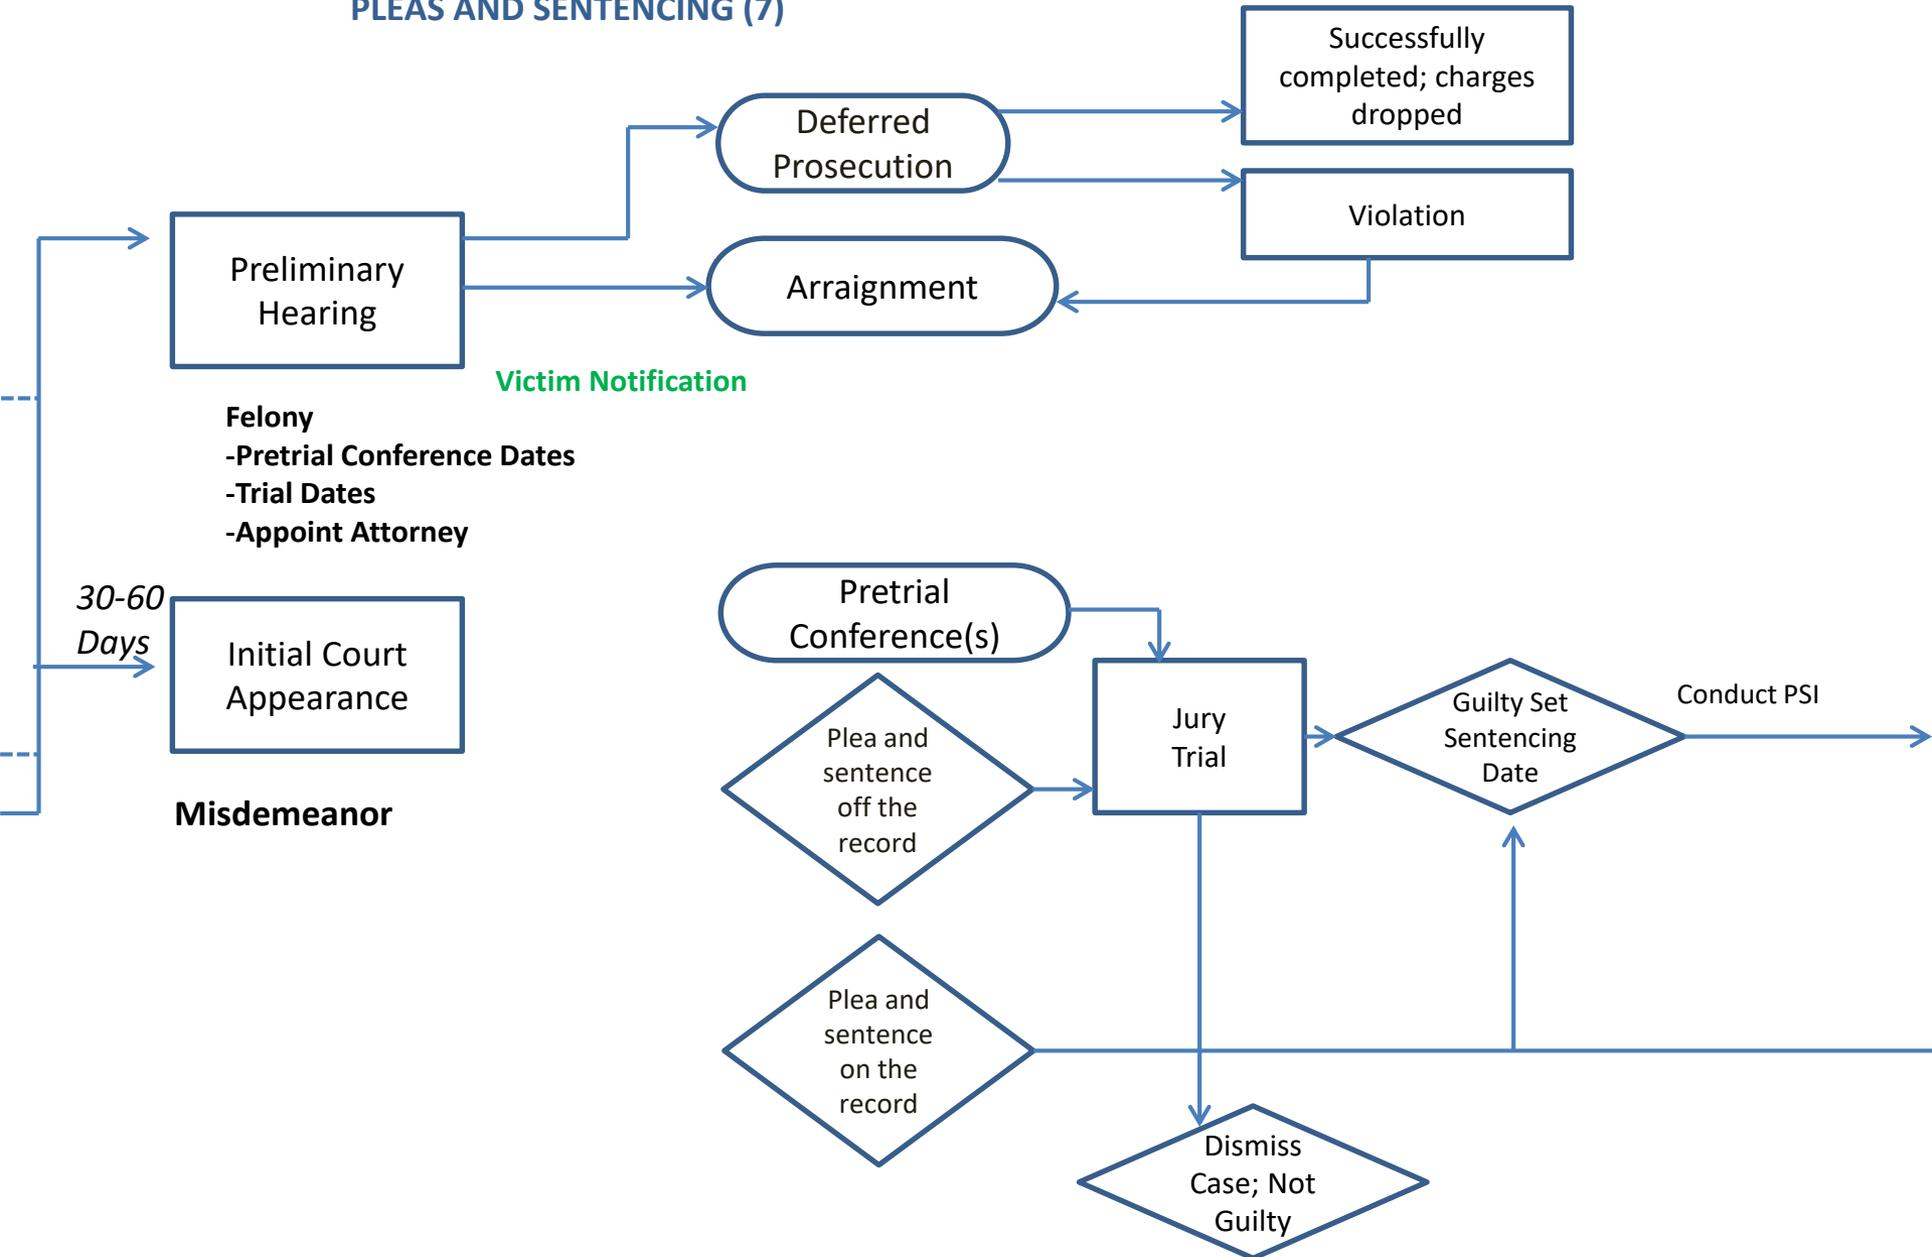 PLEAS AND SENTENCING (7)
Successfully
completed; charges
dropped
Deferred
Prosecution
Violation
Preliminary
Hearing
Arraignment
Victim Notification
Felony
-Pretrial Conference Dates
-Trial Dates
-Appoint Attorney
30-60
Days
Initial Court
Appearance
Misdemeanor
Pretrial
Conference(s)
Plea and
sentence
off the
record
Jury
Trial
Guilty Set
Sentencing
Date
Conduct PSI
Plea and
sentence
on the
record
Dismiss
Case; Not
Guilty